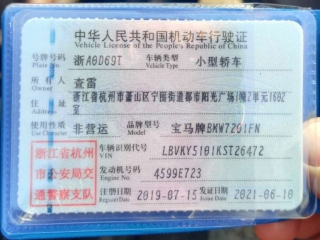 中华人民共和国机动车行驶证
Vehicle License of the People's Republic of China
号牌号码 浙A0D69T 车辆类型 小型轿车
Plate No. Vehicle Type
所有人 查雷
Owner
住址 浙江省杭州市萧山区宁围街道都市阳光广场1幢2单元1602室
Address
使用性质 非营运 品牌型号 宝马牌BMW7201FN
Use Character Model
浙江省杭州市公安局交通警察支队
车辆识别代号 LBVKY5101KST26472
VIN
发动机号码 4599E723
Engine No.
注册日期 2019-07-15 发证日期 2021-06-10
Register Date Issue Date